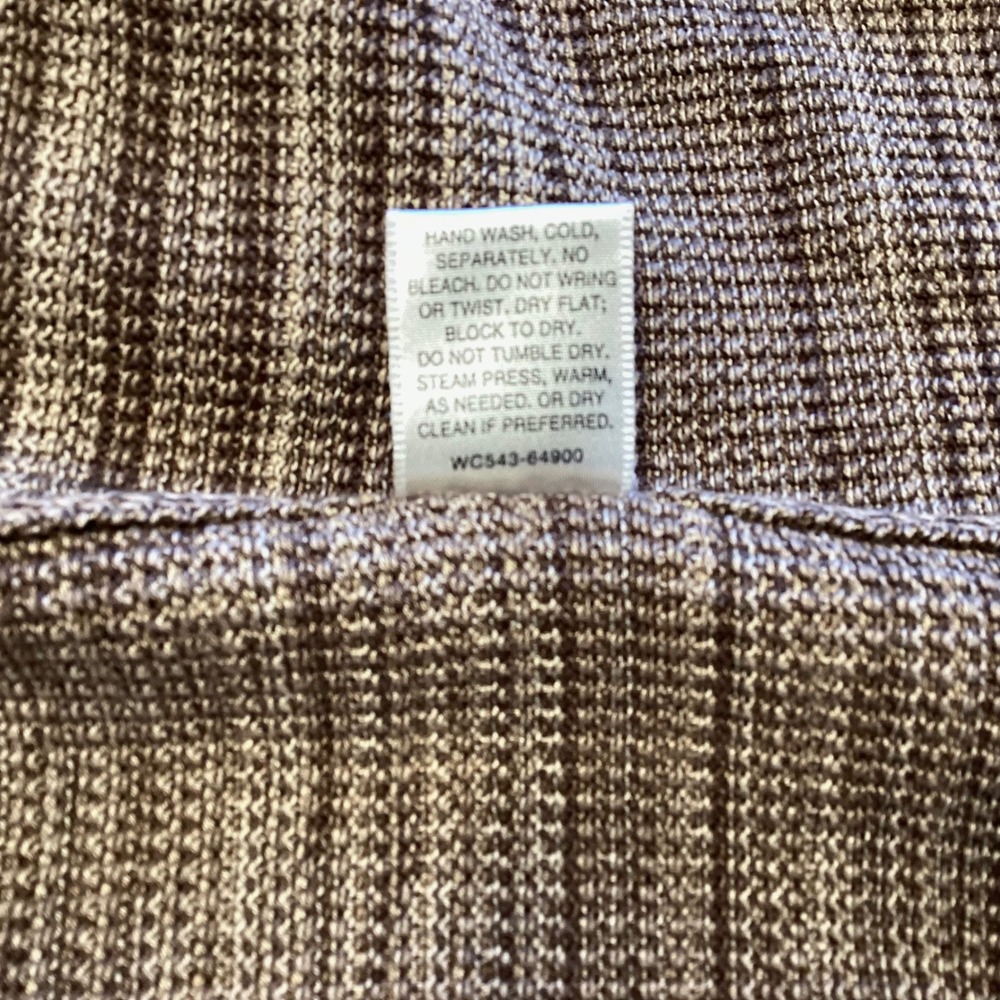 HAND WASH, COLD,
SEPARATELY. NO
BLEACH. DO NOT WRING
OR TWIST. DRY FLAT;
BLOCK TO DRY.
DO NOT TUMBLE DRY.
STEAM PRESS, WARM,
AS NEEDED. OR DRY
CLEAN IF PREFERRED.
WC543-64900